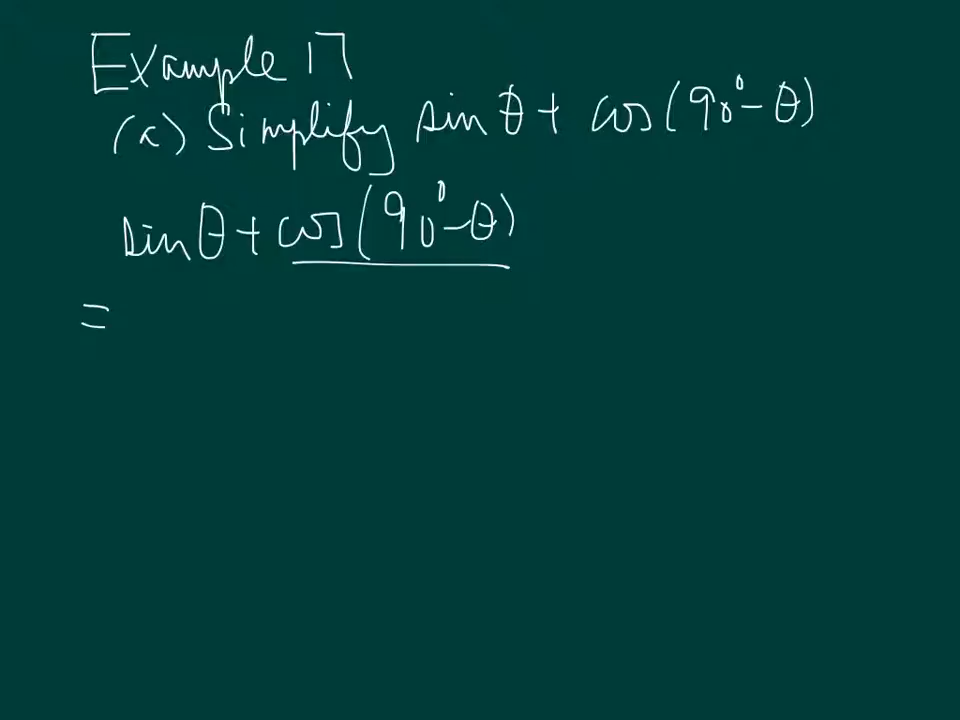 Example 17
(a) Simplify sin θ + cos(90° - θ)
sin θ + cos(90° - θ)
=